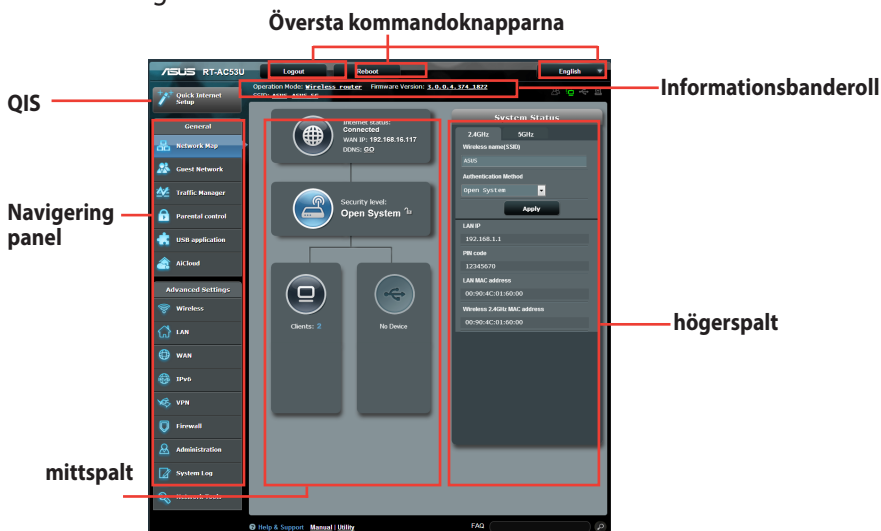 Översta kommandoknapparna
/SUS RT-AC53U
Logout
Reboot
English
Quick Internet
Setup
Operation Mode: Wireless router Firmware Version: 3.0.0.4.374_1822
SSID: ASUS ASUS_5G
Informationsbanderoll
QIS
General
Network Map
Guest Network
Traffic Manager
Parental control
USB application
AiCloud
Navigering
panel
Advanced Settings
Wireless
LAN
WAN
IPv6
VPN
Firewall
Administration
System Log
Network Tools
Internet status:
Connected
WAN IP: 192.168.16.117
DDNS: GO
Security level:
Open System
Clients: 2
No Device
System Status
2.4GHz 5GHz
Wireless name(SSID)
ASUS
Authentication Method
Open System
Apply
LAN IP
192.168.1.1
PIN code
12345670
LAN MAC address
00:90:4C:01:60:00
Wireless 2.4GHz MAC address
00:90:4C:01:60:00
högerspalt
mittspalt
Help & Support Manual | Utility
FAQ